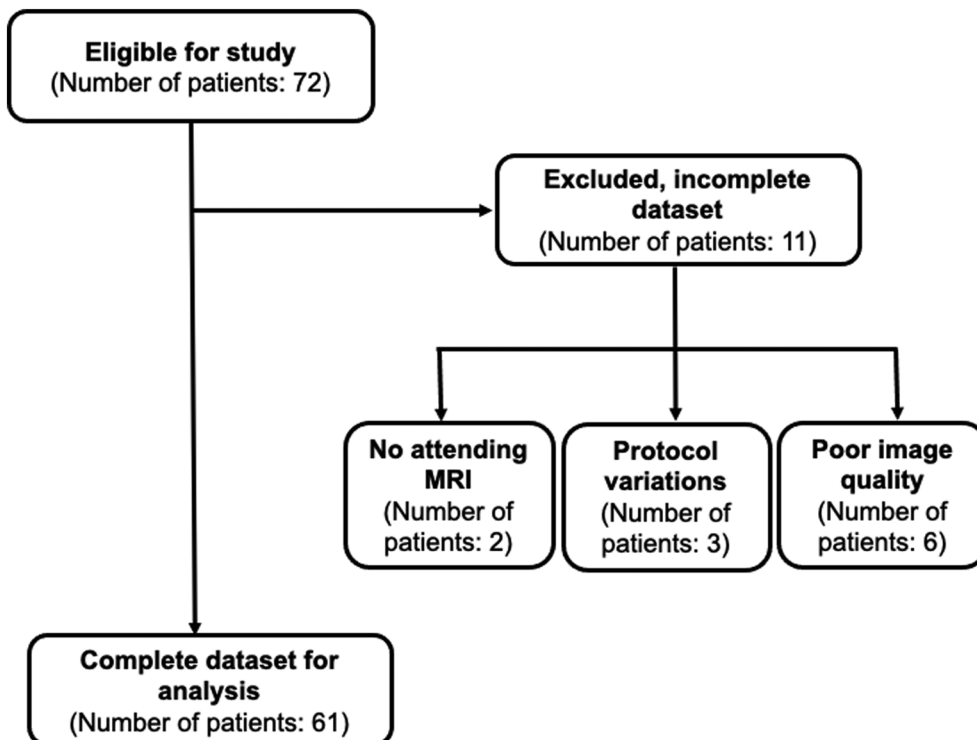 Eligible for study
(Number of patients: 72)
Excluded, incomplete
dataset
(Number of patients: 11)
No attending
MRI
(Number of
patients: 2)
Protocol
variations
(Number of
patients: 3)
Poor image
quality
(Number of
patients: 6)
Complete dataset for
analysis
(Number of patients: 61)